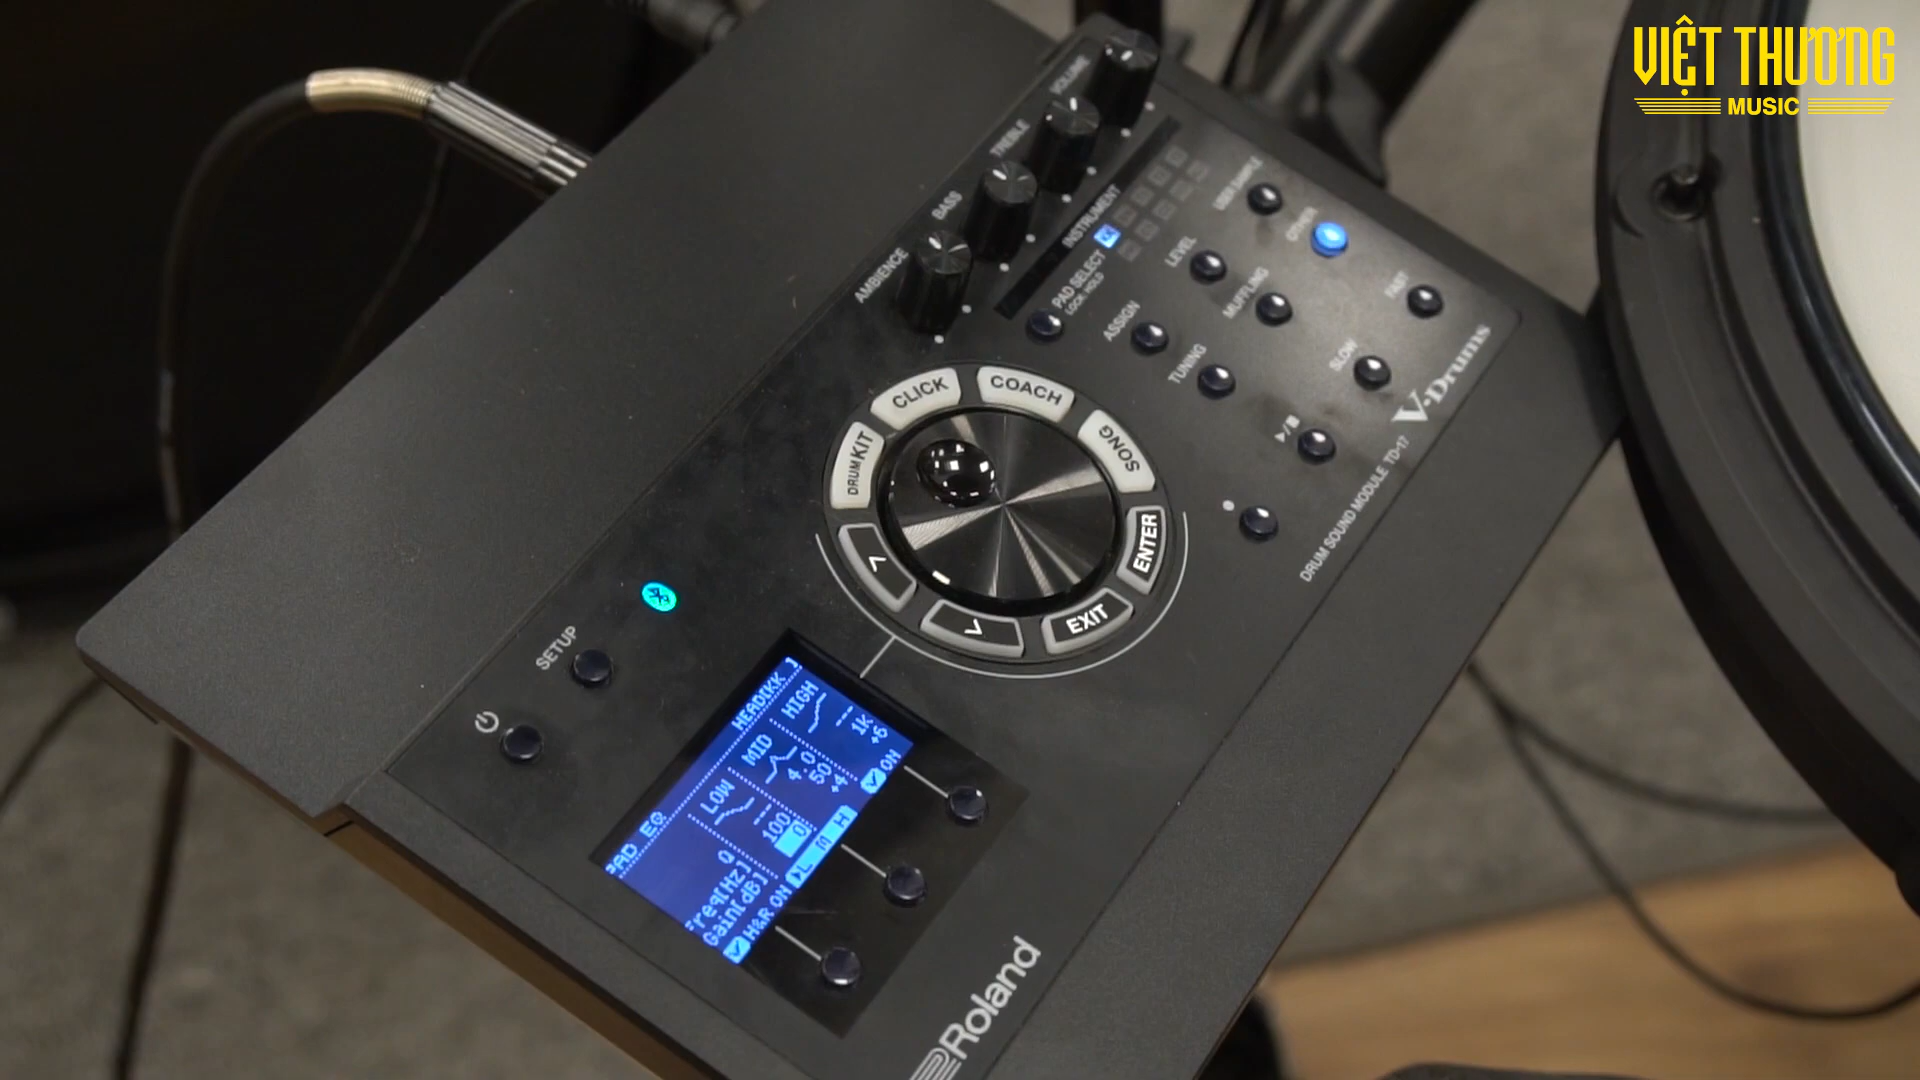 VIỆT THƯƠNG
MUSIC
VOLUME
TREBLE
BASS
AMBIENCE
INSTRUMENT
PAD SELECT
LOCK: HOLD
USER SAMPLE
OTHER
LEVEL
MUFFLING
ASSIGN
TUNING
FAST
SLOW
V-Drums
DRUM SOUND MODULE TD-17
CLICK
COACH
SONG
DRUM KIT
ENTER
EXIT
SETUP
PAD EQ HEAD[KK ]
LOW MID HIGH
Q --- 4.0 ---
Freq[Hz] 100 50 1k
Gain[dB] 0 +4 +6
H&R ON L M H ON
Roland